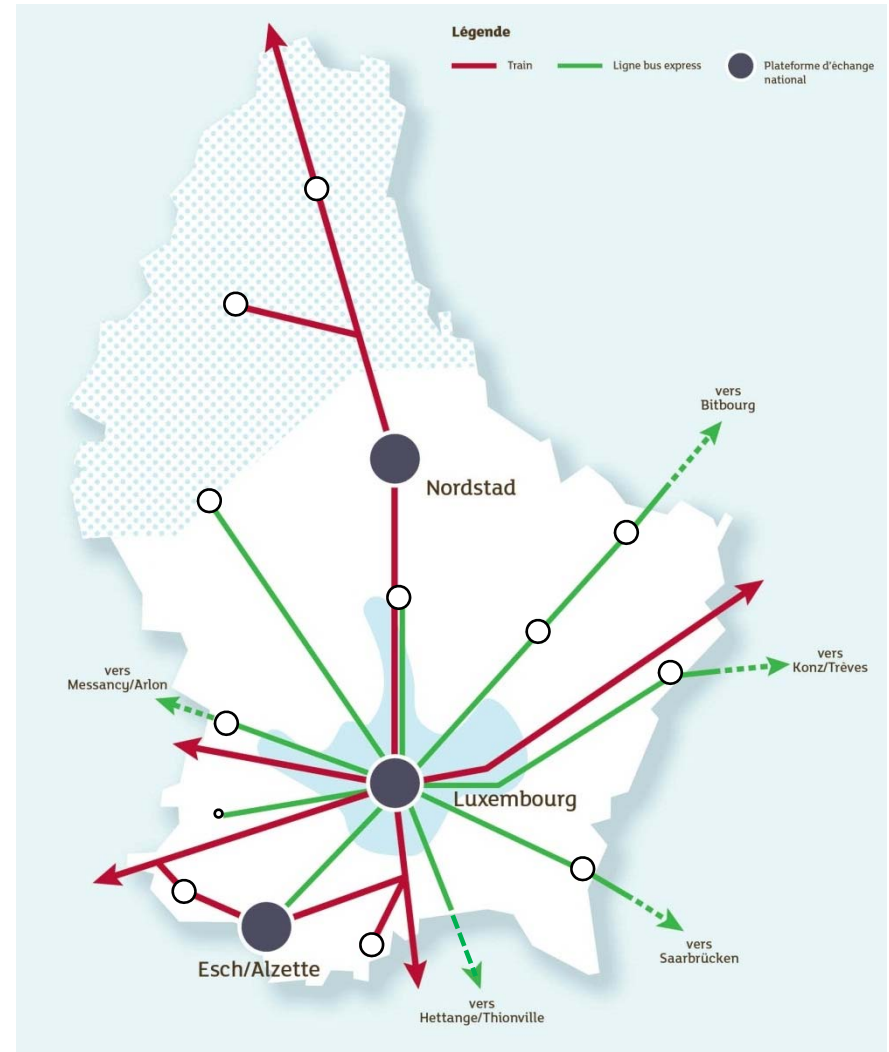 Légende
Train
Ligne bus express
Plateforme d'échange
national
vers
Bitbourg
Nordstad
vers
Konz/Trèves
vers
Messancy/Arlon
Luxembourg
vers
Saarbrücken
Esch/Alzette
vers
Hettange/Thionville